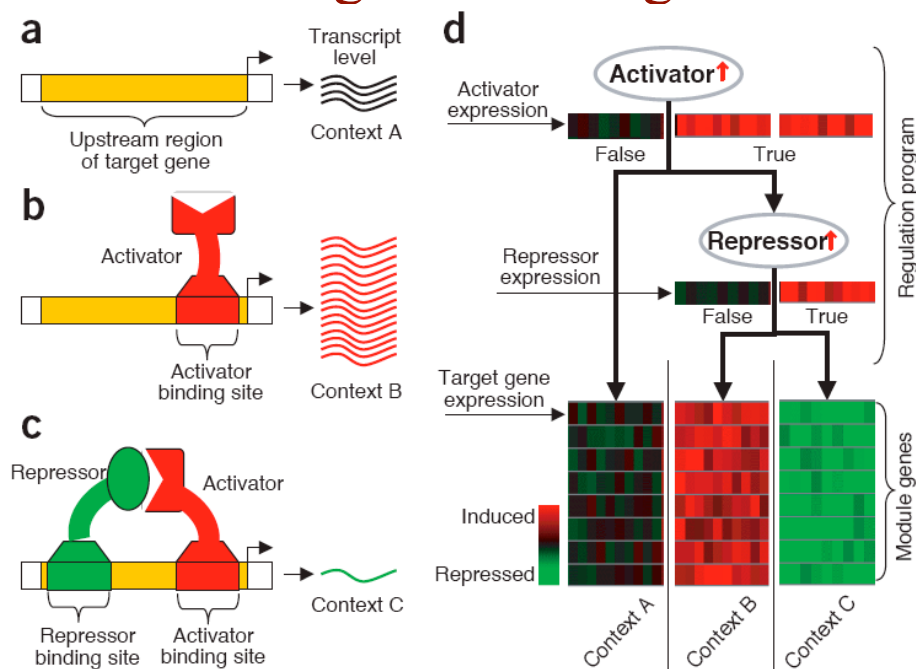 a
Transcript
level
Context A
Upstream region
of target gene
b
Activator
Activator
binding site
Context B
c
Repressor
Activator
Repressor
binding site
Activator
binding site
Context C
d
Activator
Activator
expression
False
True
Repressor
Repressor
expression
False
True
Regulation program
Target gene
expression
Induced
Repressed
Module genes
Context A
Context B
Context C